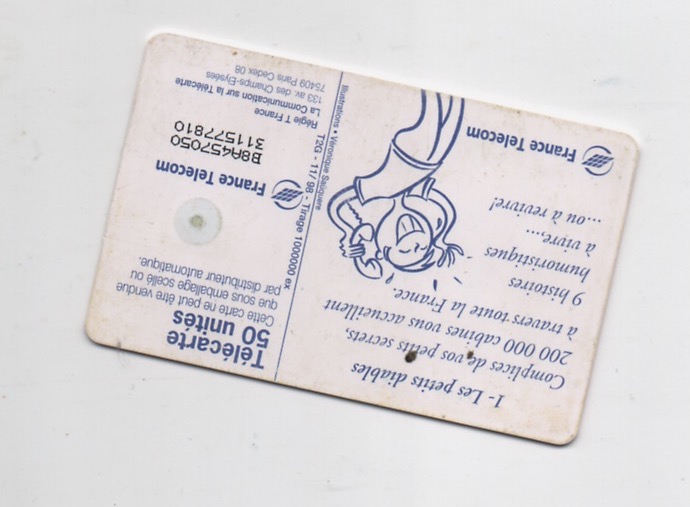 1- Les petits diables
Complices de vos petits secrets,
200 000 cabines vous accueillent
à travers toute la France.
9 histoires
humoristiques
à vivre,...
...ou à revivre!
France Telecom
Illustrations • Véronique Salquere
T2G - 11/ 98 - Tirage 1000000 ex
Télécarte
50 unités
Cette carte ne peut être vendue
que sous emballage scellé ou
par distributeur automatique.
France Telecom
B8A457050
311577810
Régie T France
La Communication sur la Télécarte
133 av. des Champs-Elysées
75409 Paris Cedex 08